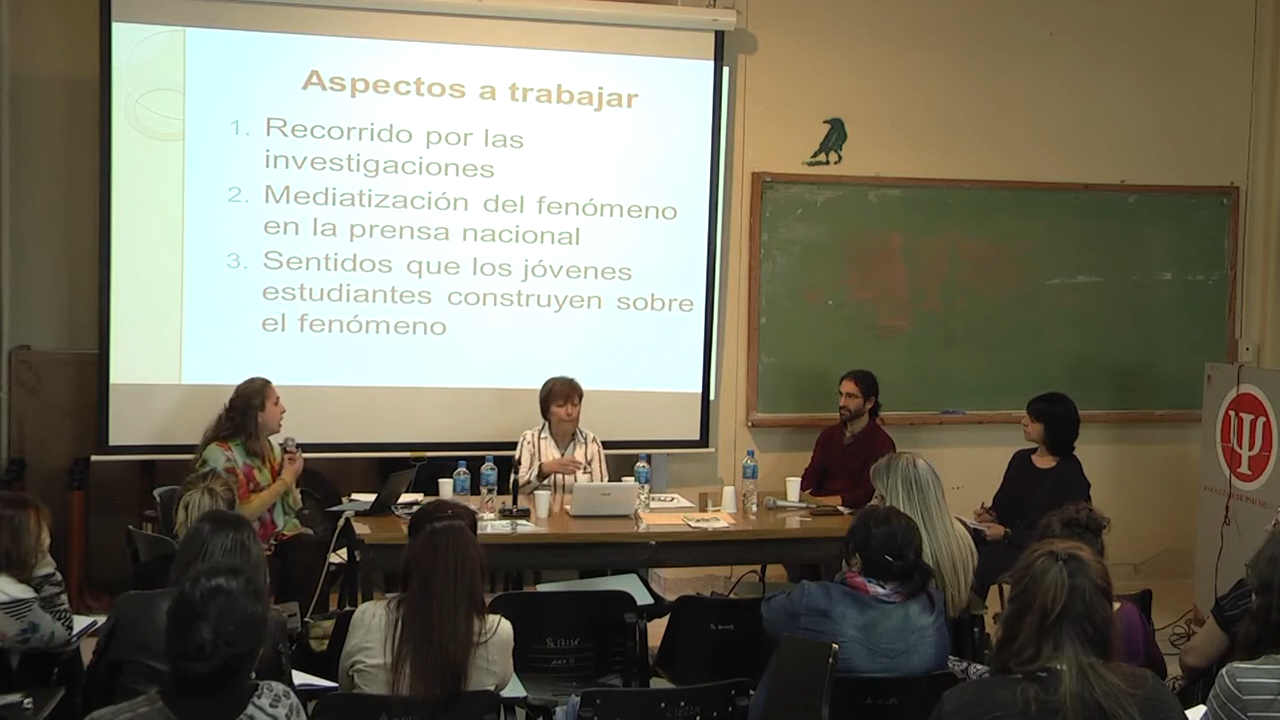 Aspectos a trabajar
1. Recorrido por las
investigaciones
2. Mediatización del fenómeno
en la prensa nacional
3. Sentidos que los jóvenes
estudiantes construyen sobre
el fenómeno
Ψ